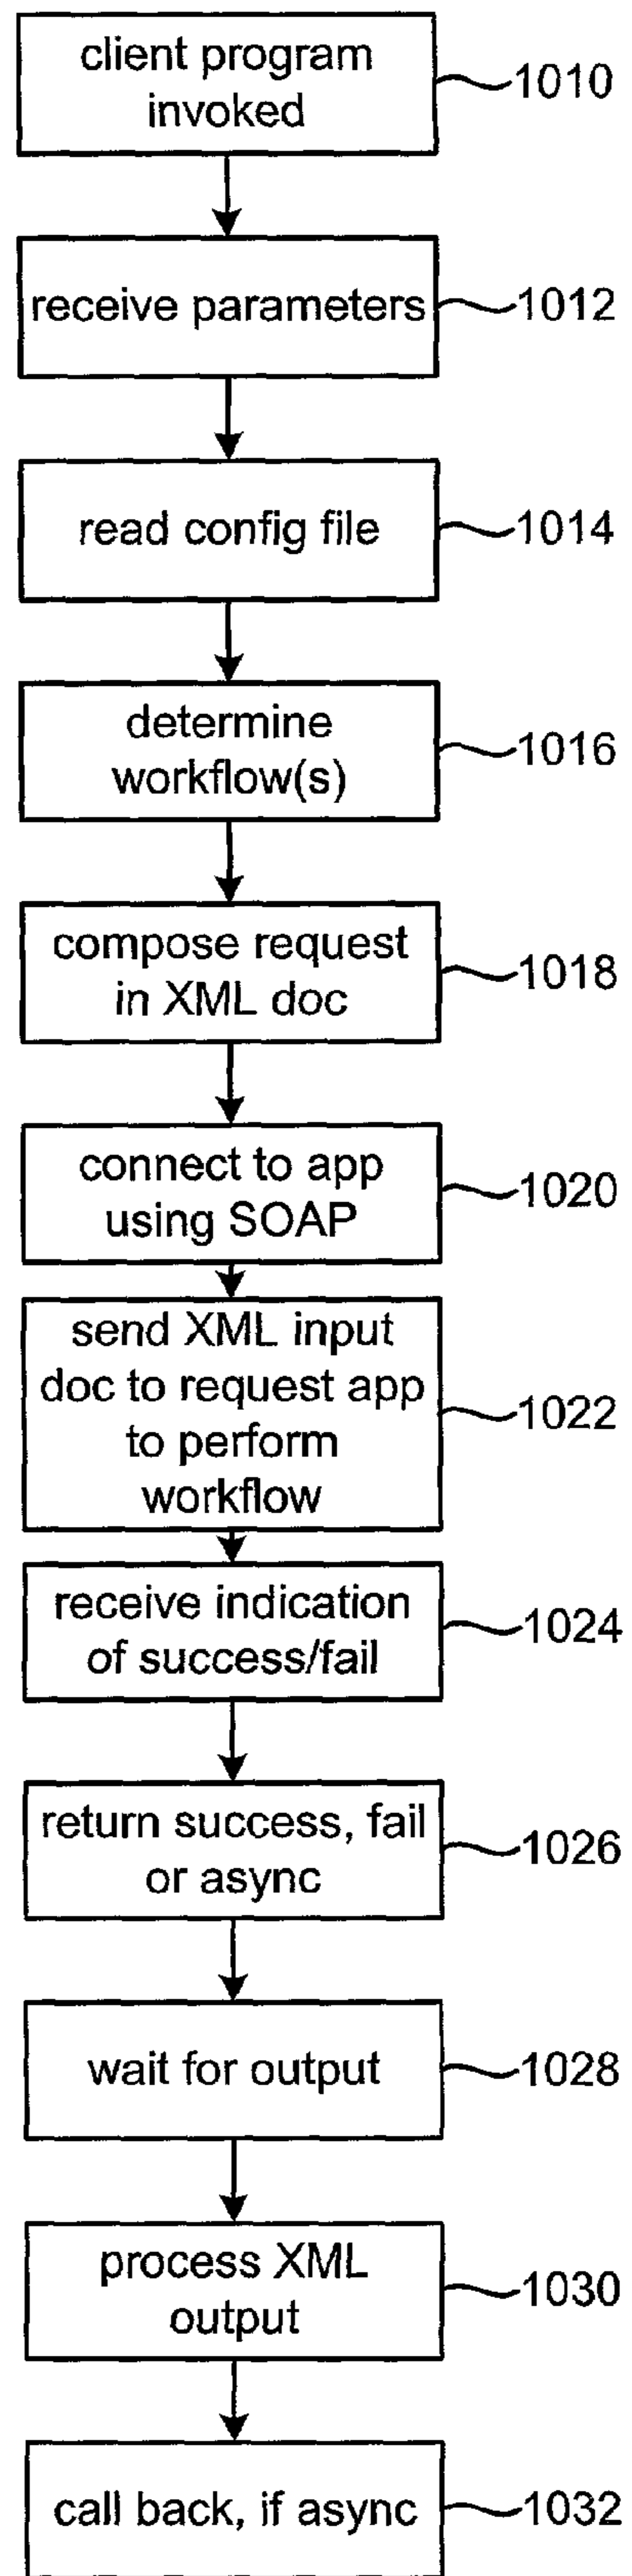 client program
invoked
1010
receive parameters
1012
read config file
1014
determine
workflow(s)
1016
compose request
in XML doc
1018
connect to app
using SOAP
1020
send XML input
doc to request app
to perform
workflow
1022
receive indication
of success/fail
1024
return success, fail
or async
1026
wait for output
1028
process XML
output
1030
call back, if async
1032